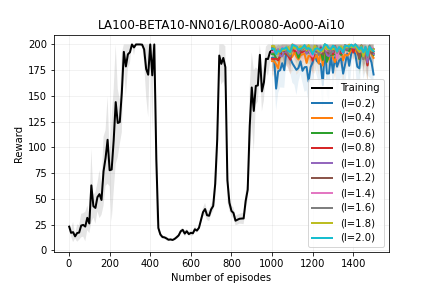 LA100-BETA10-NN016/LR0080-Ao00-Ai10
200
175
150
125
100
75
50
25
0
Reward
0 200 400 600 800 1000 1200 1400
Number of episodes
Training
(l=0.2)
(l=0.4)
(l=0.6)
(l=0.8)
(l=1.0)
(l=1.2)
(l=1.4)
(l=1.6)
(l=1.8)
(l=2.0)